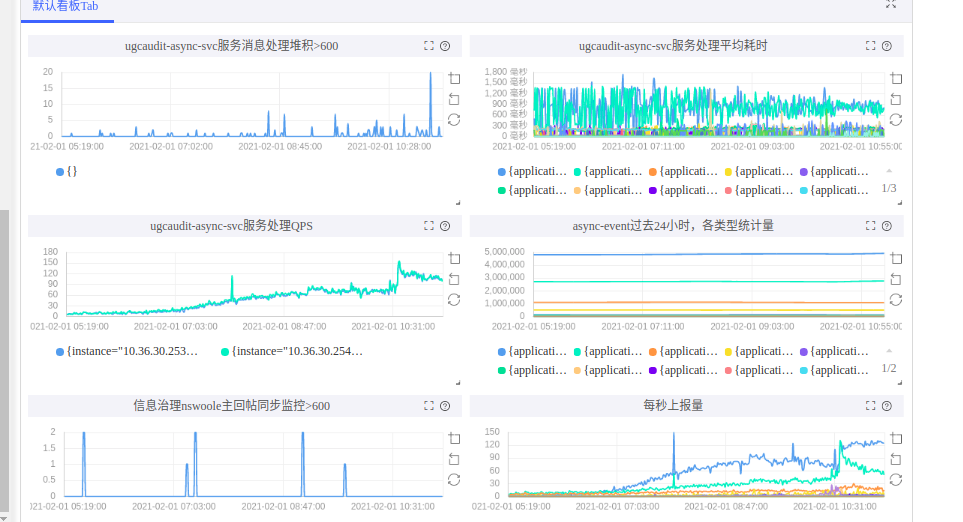 默认看板Tab
ugcaudit-async-svc服务消息处理堆积>600
20
15
10
5
0
21-02-01 05:19:00 2021-02-01 07:02:00 2021-02-01 08:45:00 2021-02-01 10:28:00
{}
ugcaudit-async-svc服务处理平均耗时
1,800 毫秒
1,500 毫秒
1,200 毫秒
900 毫秒
600 毫秒
300 毫秒
0 毫秒
2021-02-01 05:19:00 2021-02-01 07:11:00 2021-02-01 09:03:00 2021-02-01 10:55:00
{applicati… {applicati… {applicati… {applicati… {applicati…
{applicati… {applicati… {applicati… {applicati… {applicati…
1/3
ugcaudit-async-svc服务处理QPS
180
150
120
90
60
30
0
021-02-01 05:19:00 2021-02-01 07:03:00 2021-02-01 08:47:00 2021-02-01 10:31:00
{instance="10.36.30.253… {instance="10.36.30.254…
async-event过去24小时，各类型统计量
5,000,000
4,000,000
3,000,000
2,000,000
1,000,000
0
2021-02-01 05:19:00 2021-02-01 07:11:00 2021-02-01 09:03:00 2021-02-01 10:55:00
{applicati… {applicati… {applicati… {applicati… {applicati…
{applicati… {applicati… {applicati… {applicati… {applicati…
1/2
信息治理nswoole主回帖同步监控>600
2
1.5
1
0.5
0
021-02-01 05:19:00 2021-02-01 07:03:00 2021-02-01 08:47:00 2021-02-01 10:31:00
每秒上报量
150
120
90
60
30
0
2021-02-01 05:19:00 2021-02-01 07:03:00 2021-02-01 08:47:00 2021-02-01 10:31:00